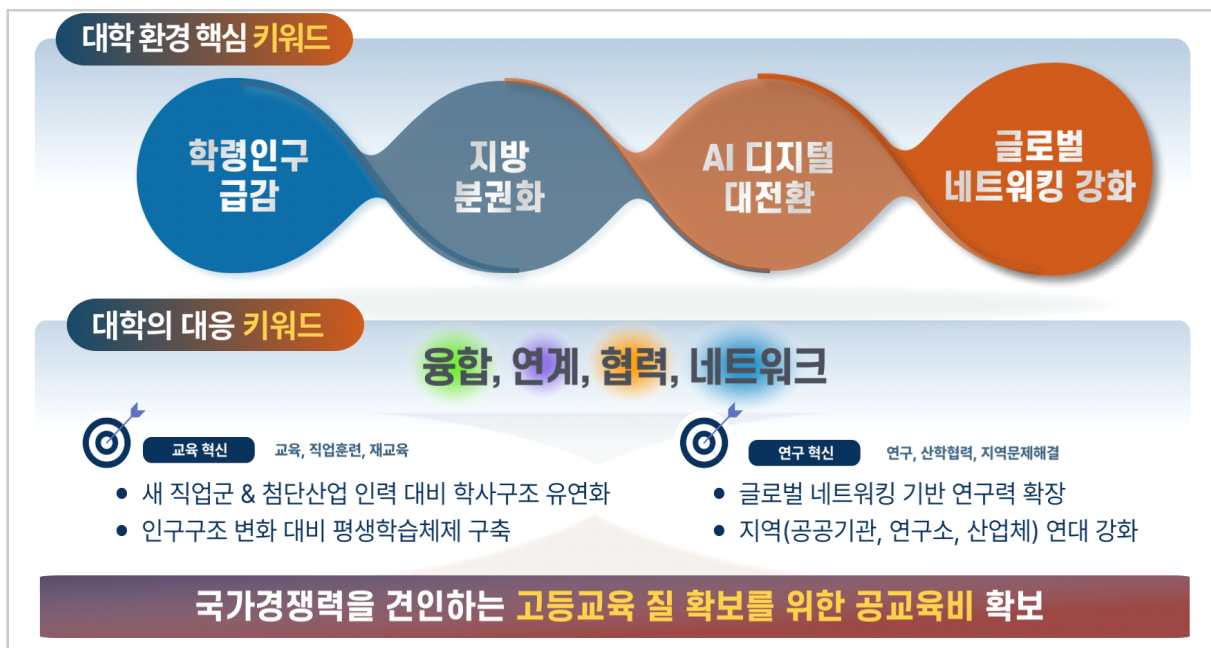 대학 환경 핵심 키워드
학령인구
급감
지방
분권화
AI 디지털
대전환
글로벌
네트워킹 강화
대학의 대응 키워드
융합, 연계, 협력, 네트워크
교육 혁신 교육, 직업훈련, 재교육
• 새 직업군 & 첨단산업 인력 대비 학사구조 유연화
• 인구구조 변화 대비 평생학습체제 구축
연구 혁신 연구, 산학협력, 지역문제해결
• 글로벌 네트워킹 기반 연구력 확장
• 지역(공공기관, 연구소, 산업체) 연대 강화
국가경쟁력을 견인하는 고등교육 질 확보를 위한 공교육비 확보